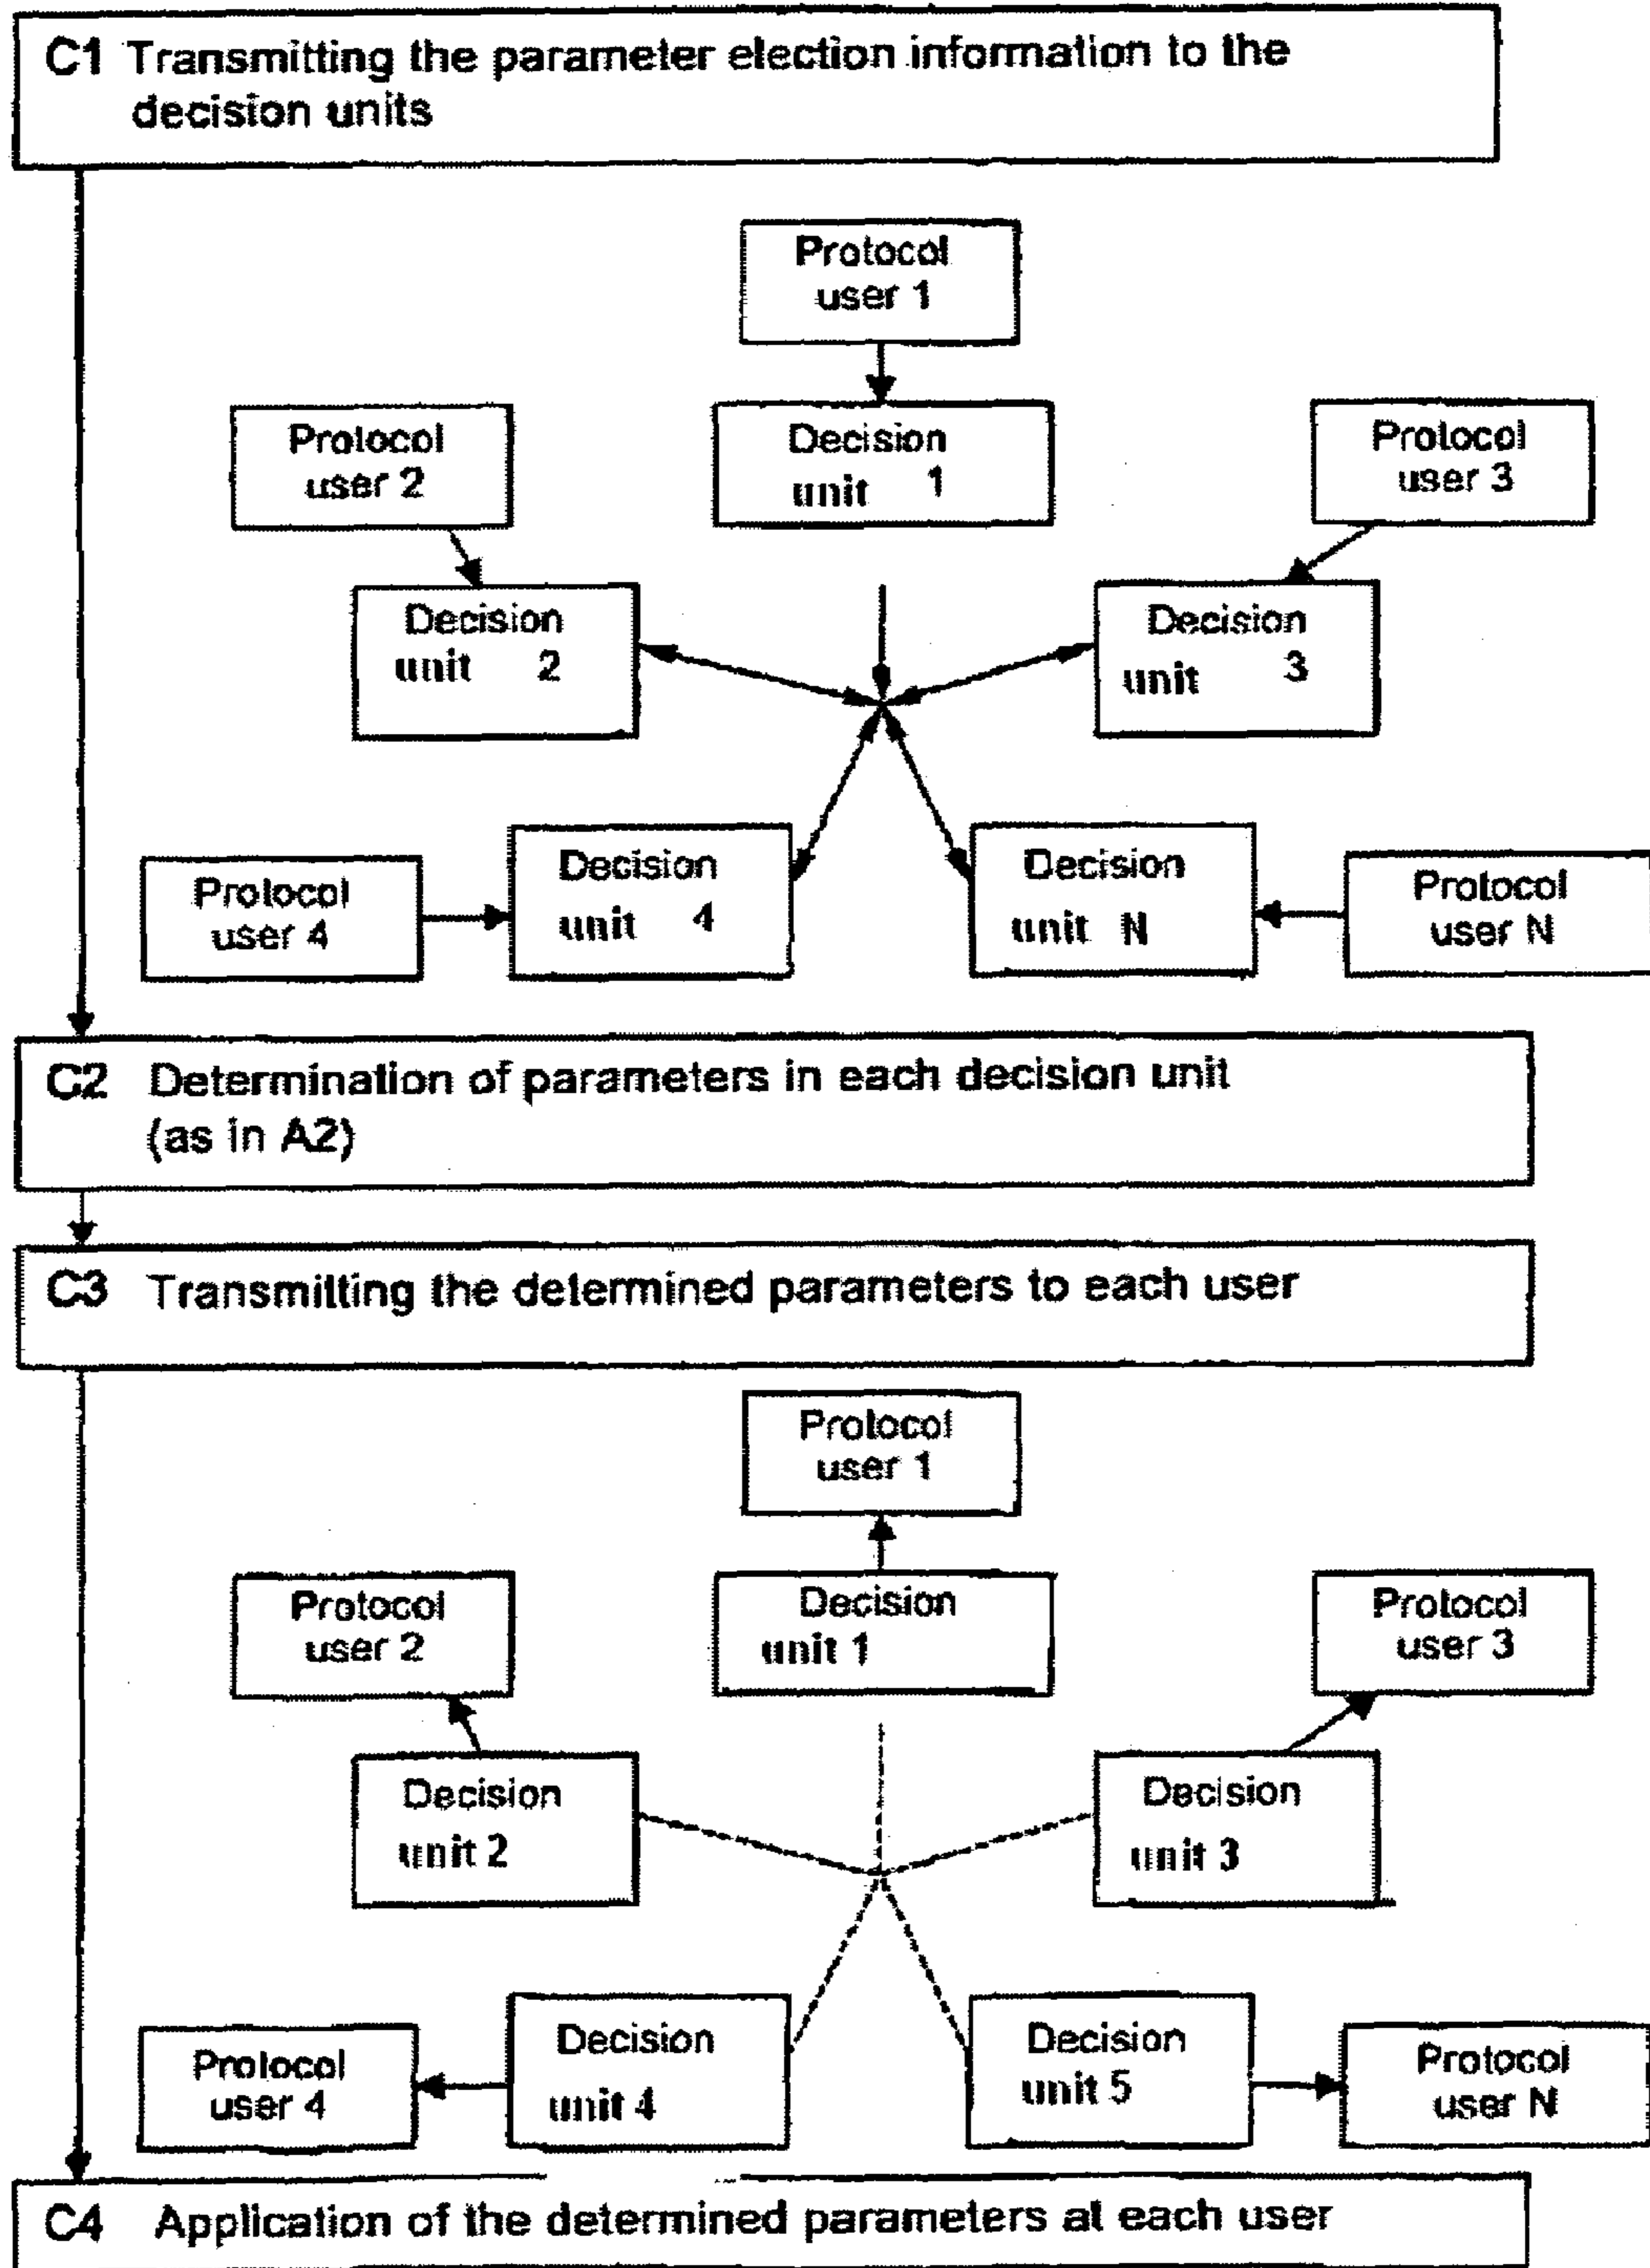 C1 Transmitting the parameter election information to the
decision units
Protocol
user 1
Protocol
user 2
Decision
unit 1
Protocol
user 3
Decision
unit 2
Decision
unit 3
Protocol
user 4
Decision
unit 4
Decision
unit N
Protocol
user N
C2 Determination of parameters in each decision unit
(as in A2)
C3 Transmitting the determined parameters to each user
Protocol
user 1
Protocol
user 2
Decision
unit 1
Protocol
user 3
Decision
unit 2
Decision
unit 3
Protocol
user 4
Decision
unit 4
Decision
unit 5
Protocol
user N
C4 Application of the determined parameters at each user